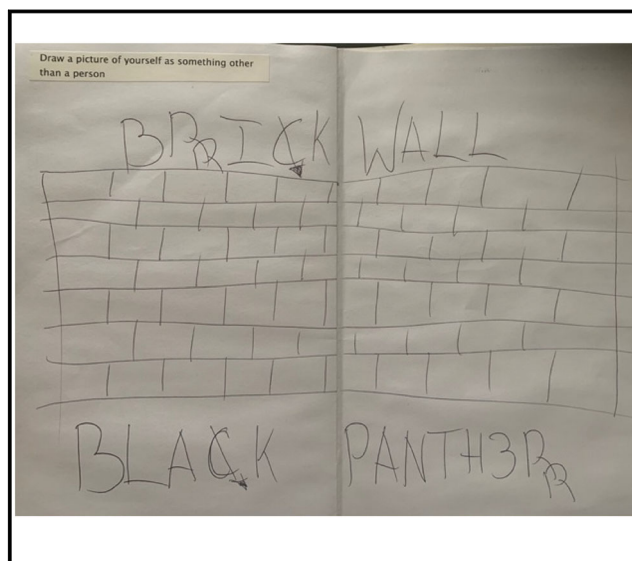 Draw a picture of yourself as something other
than a person
BRICK WALL
BLACK PANTH3R